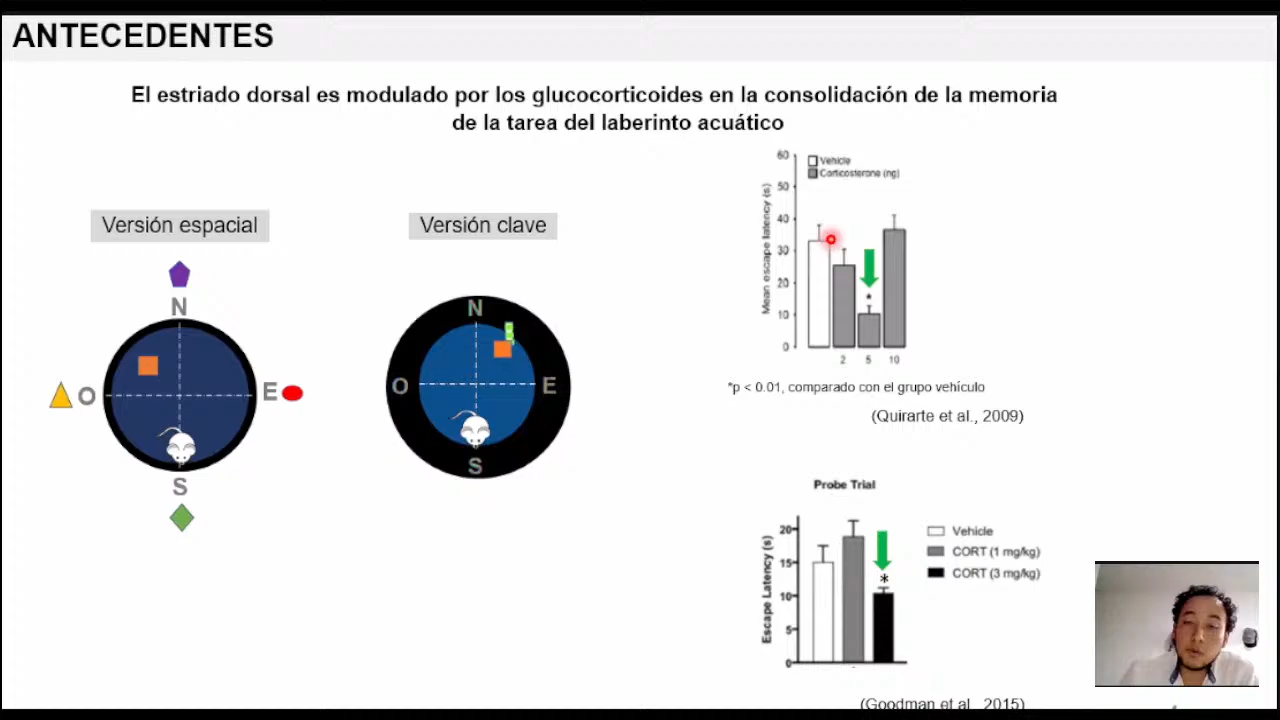 ANTECEDENTES
El estriado dorsal es modulado por los glucocorticoides en la consolidación de la memoria
de la tarea del laberinto acuático
Versión espacial
N
O
E
S
Versión clave
N
O
E
S
Mean escape latency (s)
60
50
40
30
20
10
0
Vehicle
Corticosterone (ng)
*
2 5 10
*p < 0.01, comparado con el grupo vehículo
(Quirarte et al., 2009)
Probe Trial
Escape Latency (s)
20
15
10
5
0
*
Vehicle
CORT (1 mg/kg)
CORT (3 mg/kg)
(Goodman et al., 2015)